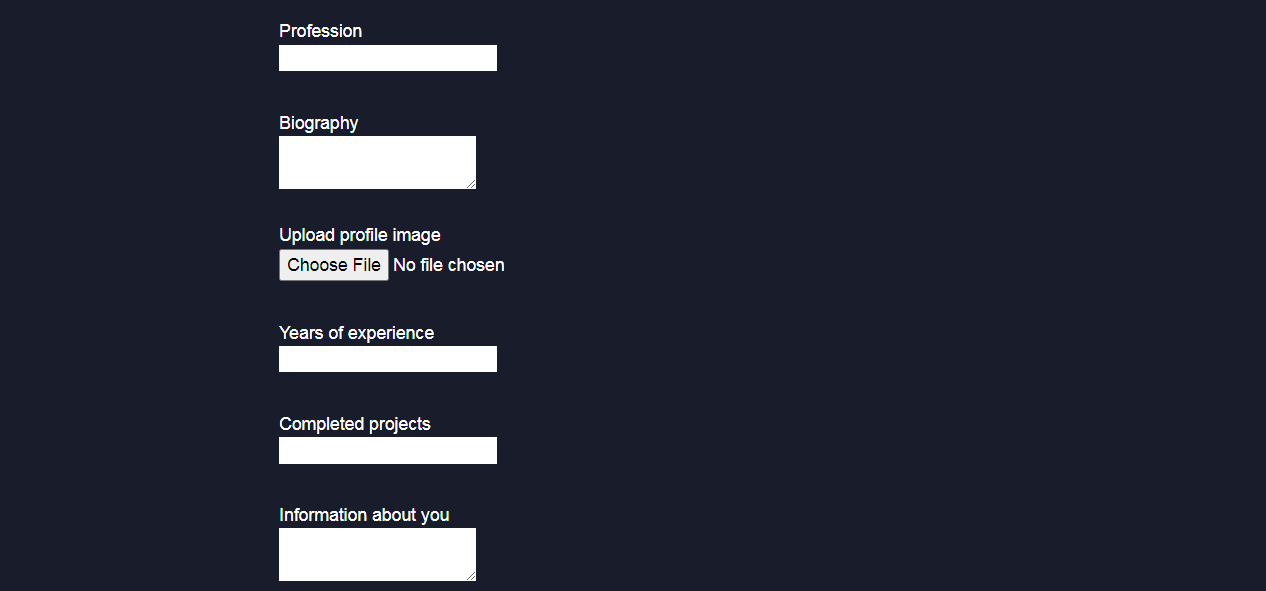 Profession
Biography
Upload profile image
Choose File No file chosen
Years of experience
Completed projects
Information about you